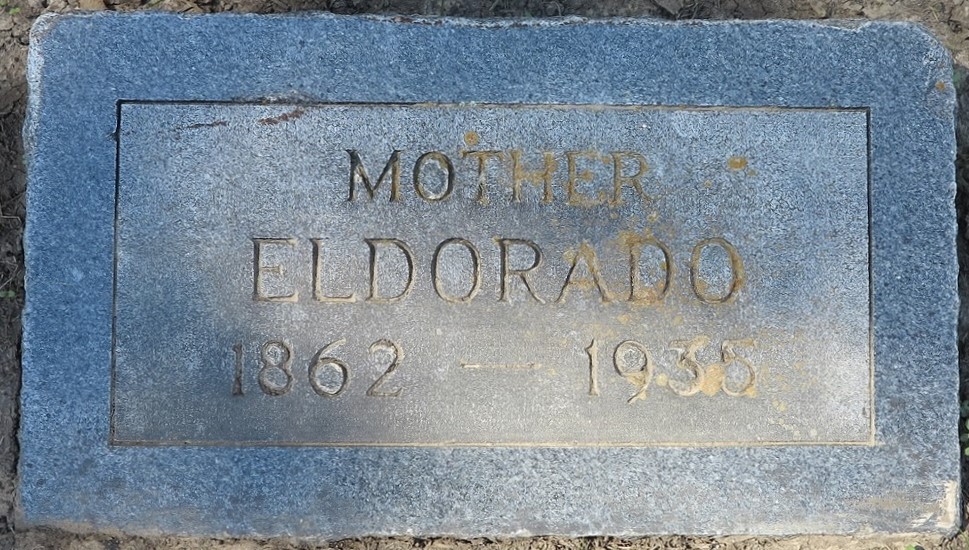 MOTHER
ELDORADO
1862 — 1935